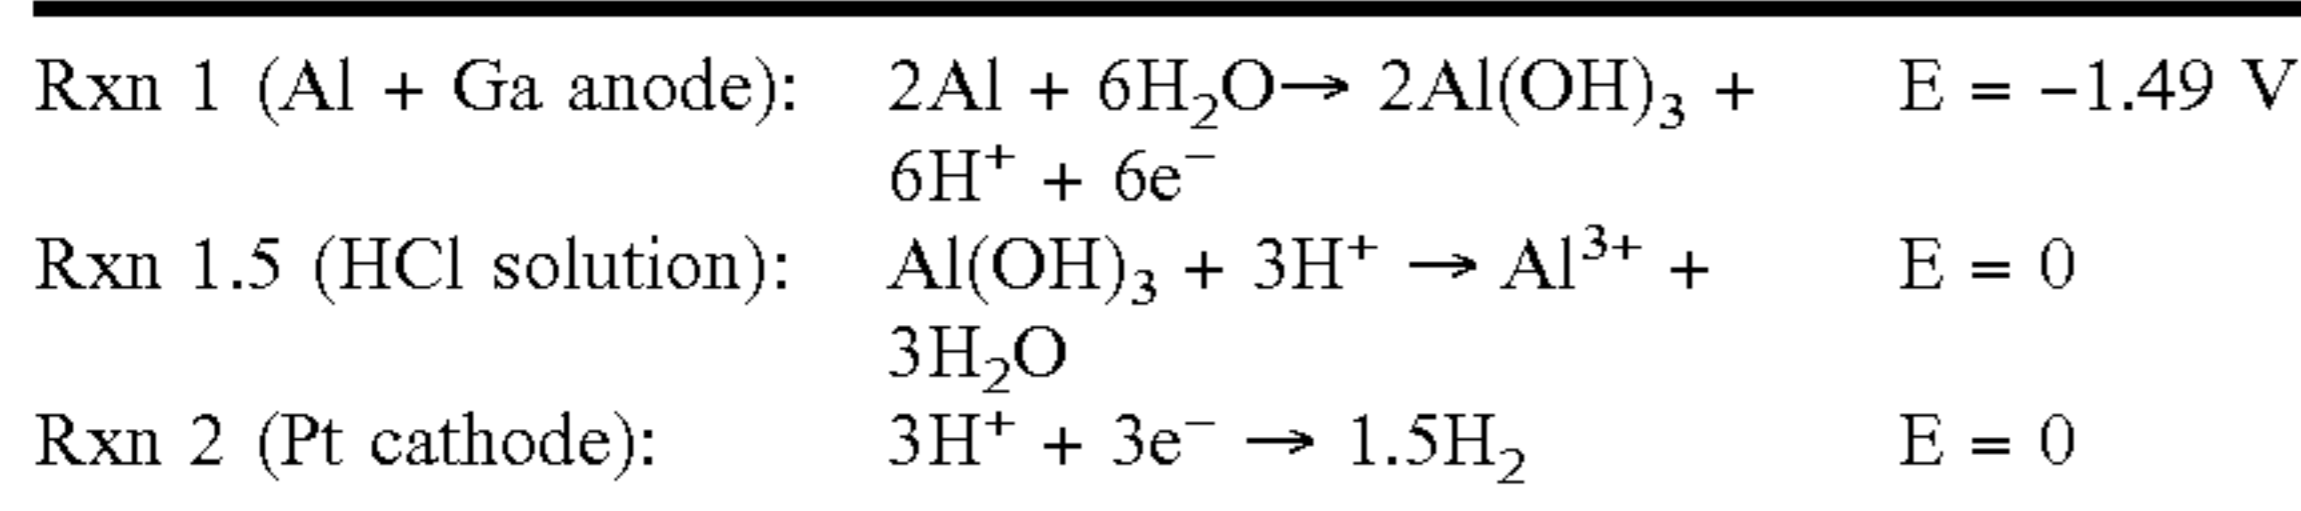 Rxn 1 (Al + Ga anode): 2Al + 6H₂O→ 2Al(OH)₃ + E = −1.49 V
6H⁺ + 6e⁻
Rxn 1.5 (HCl solution): Al(OH)₃ + 3H⁺ → Al³⁺ + E = 0
3H₂O
Rxn 2 (Pt cathode): 3H⁺ + 3e⁻ → 1.5H₂ E = 0